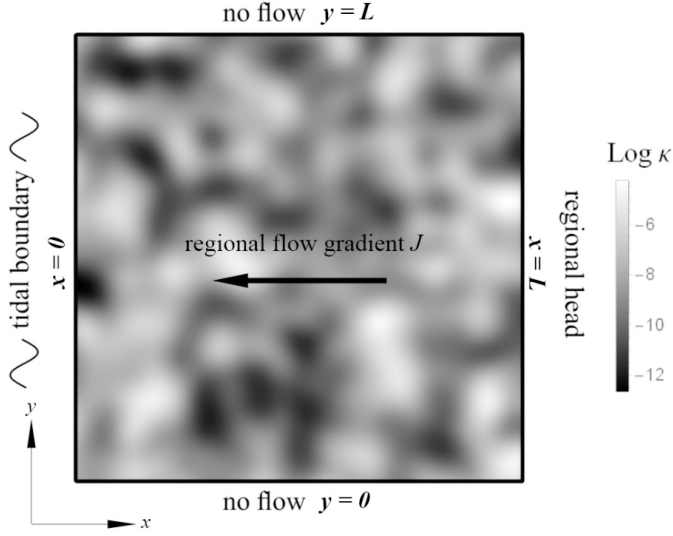 no flow y = L
tidal boundary
x = 0
regional flow gradient J
x = L
regional head
Log κ
−6
−8
−10
−12
y
x
no flow y = 0